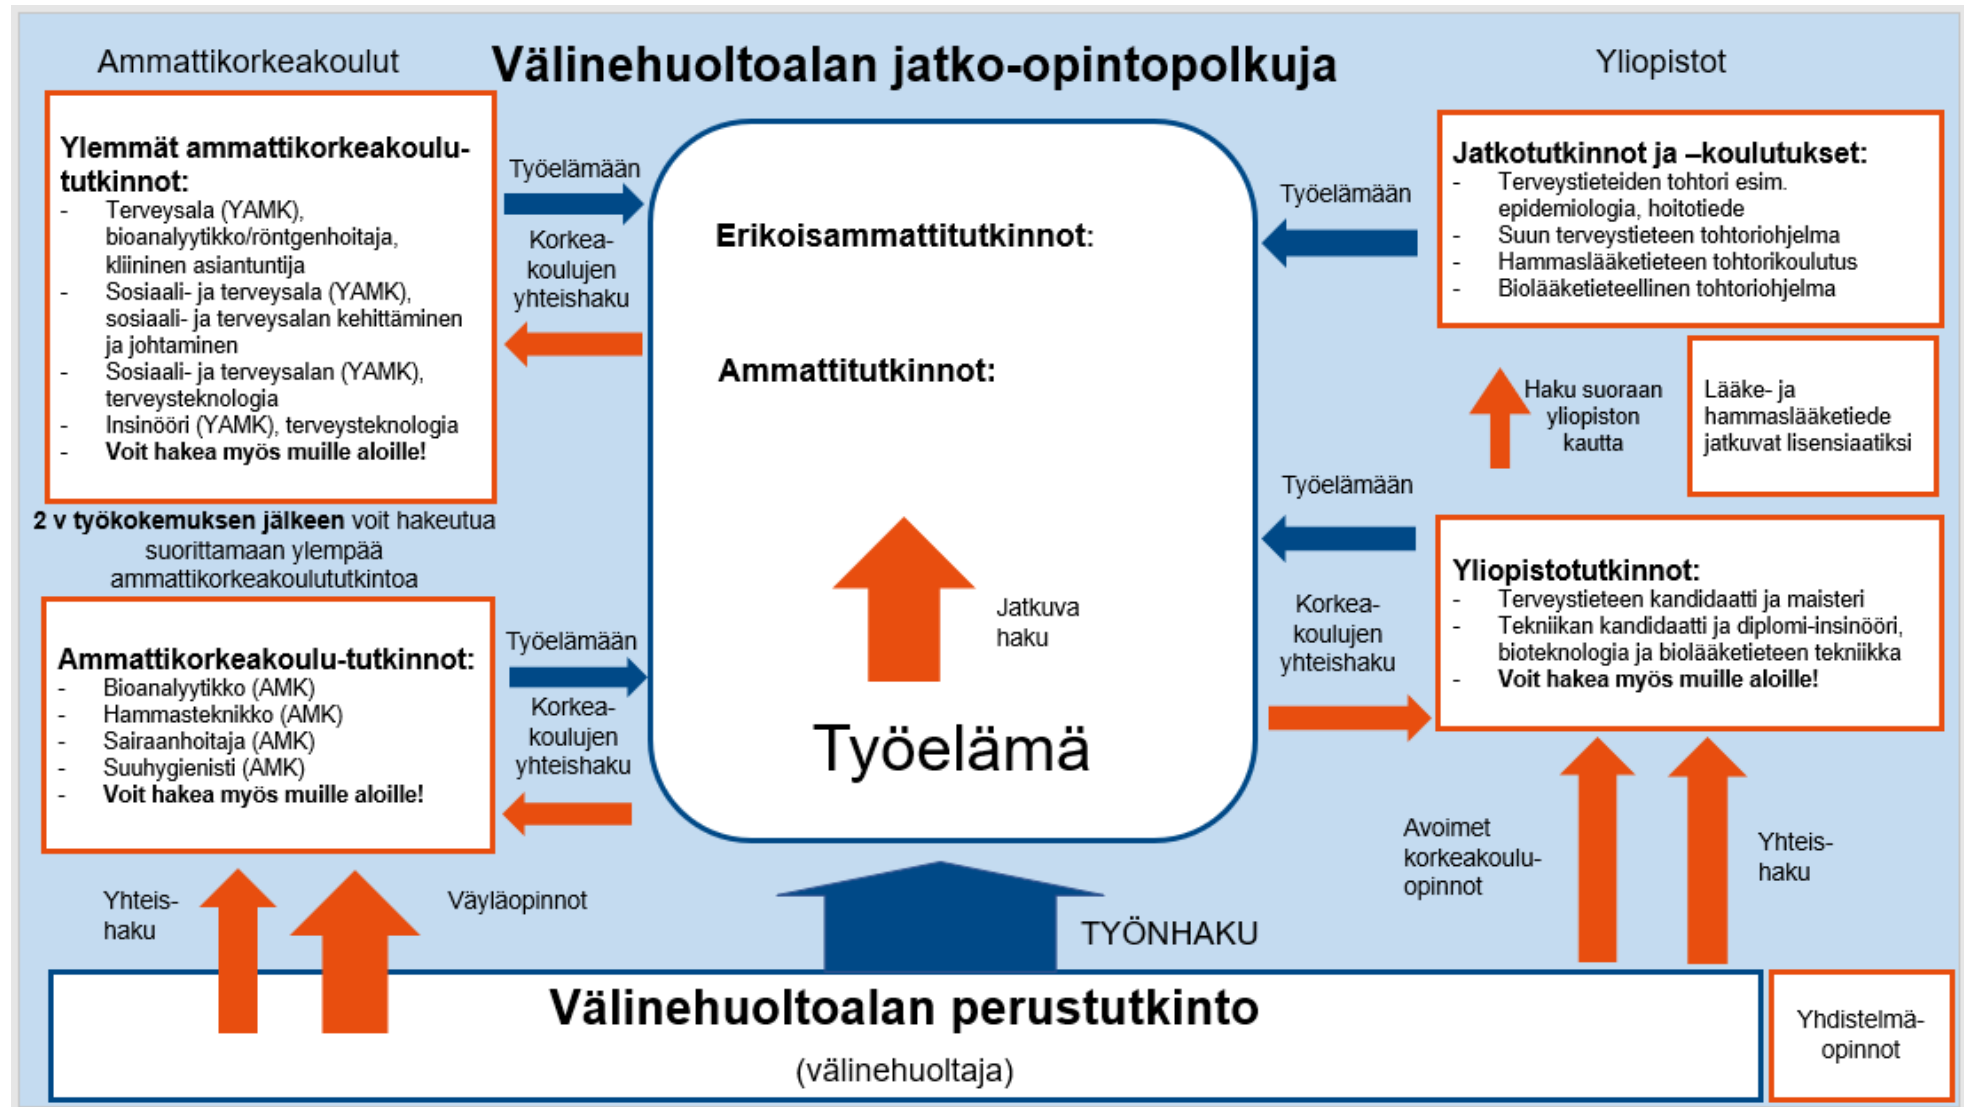 Ammattikorkeakoulut
Välinehuoltoalan jatko-opintopolkuja
Yliopistot
Ylemmät ammattikorkeakoulu-
tutkinnot:
- Terveysala (YAMK),
bioanalyytikko/röntgenhoitaja,
kliininen asiantuntija
- Sosiaali- ja terveysala (YAMK),
sosiaali- ja terveysalan kehittäminen
ja johtaminen
- Sosiaali- ja terveysalan (YAMK),
terveysteknologia
- Insinööri (YAMK), terveysteknologia
- Voit hakea myös muille aloille!
2 v työkokemuksen jälkeen voit hakeutua
suorittamaan ylempää
ammattikorkeakoulututkintoa
Ammattikorkeakoulu-tutkinnot:
- Bioanalyytikko (AMK)
- Hammasteknikko (AMK)
- Sairaanhoitaja (AMK)
- Suuhygienisti (AMK)
- Voit hakea myös muille aloille!
Yhteis-
haku
Väyläopinnot
Työelämään
Korkea-
koulujen
yhteishaku
Työelämään
Korkea-
koulujen
yhteishaku
Erikoisammattitutkinnot:
Ammattitutkinnot:
Jatkuva
haku
Työelämä
TYÖNHAKU
Työelämään
Työelämään
Korkea-
koulujen
yhteishaku
Jatkotutkinnot ja –koulutukset:
- Terveystieteiden tohtori esim.
epidemiologia, hoitotiede
- Suun terveystieteen tohtoriohjelma
- Hammaslääketieteen tohtorikoulutus
- Biolääketieteellinen tohtoriohjelma
Haku suoraan
yliopiston
kautta
Lääke- ja
hammaslääketiede
jatkuvat lisensiaatiksi
Yliopistotutkinnot:
- Terveystieteen kandidaatti ja maisteri
- Tekniikan kandidaatti ja diplomi-insinööri,
bioteknologia ja biolääketieteen tekniikka
- Voit hakea myös muille aloille!
Avoimet
korkeakoulu-
opinnot
Yhteis-
haku
Välinehuoltoalan perustutkinto
(välinehuoltaja)
Yhdistelmä-
opinnot